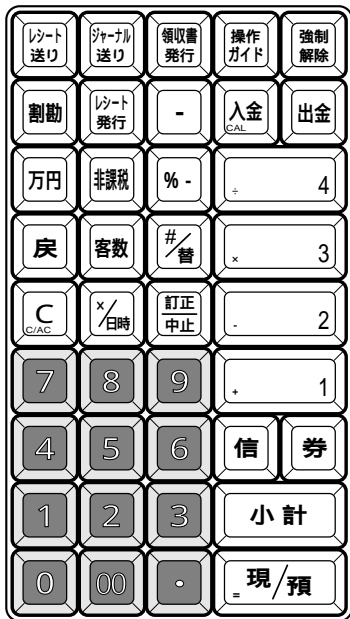 レシート送り ジャーナル送り 領収書発行 操作ガイド 強制解除
割勘 レシート発行 - 入金 CAL 出金
万円 非課税 %- ÷ 4
戻 客数 #/替 × 3
C C/AC ×/日時 訂正/中止 - 2
7 8 9 + 1
4 5 6 信 券
1 2 3 小計
0 00 • = 現/預